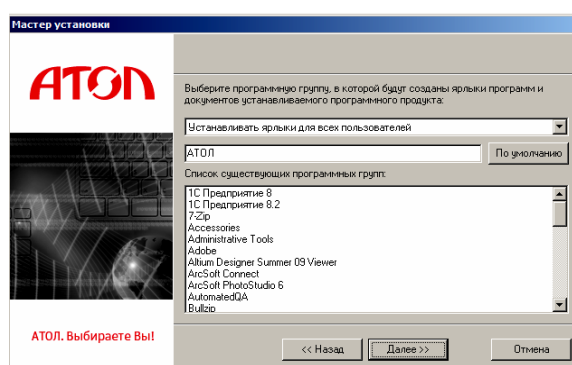 Мастер установки
АТОЛ
Выберите программную группу, в которой будут созданы ярлыки программ и
документов устанавливаемого программного продукта:
Устанавливать ярлыки для всех пользователей
АТОЛ
По умолчанию
Список существующих программных групп:
1С Предприятие 8
1С Предприятие 8.2
7-Zip
Accessories
Administrative Tools
Adobe
Altium Designer Summer 09 Viewer
ArcSoft Connect
ArcSoft PhotoStudio 6
AutomatedQA
Bullzip
АТОЛ. Выбираете Вы!
<< Назад
Далее >>
Отмена